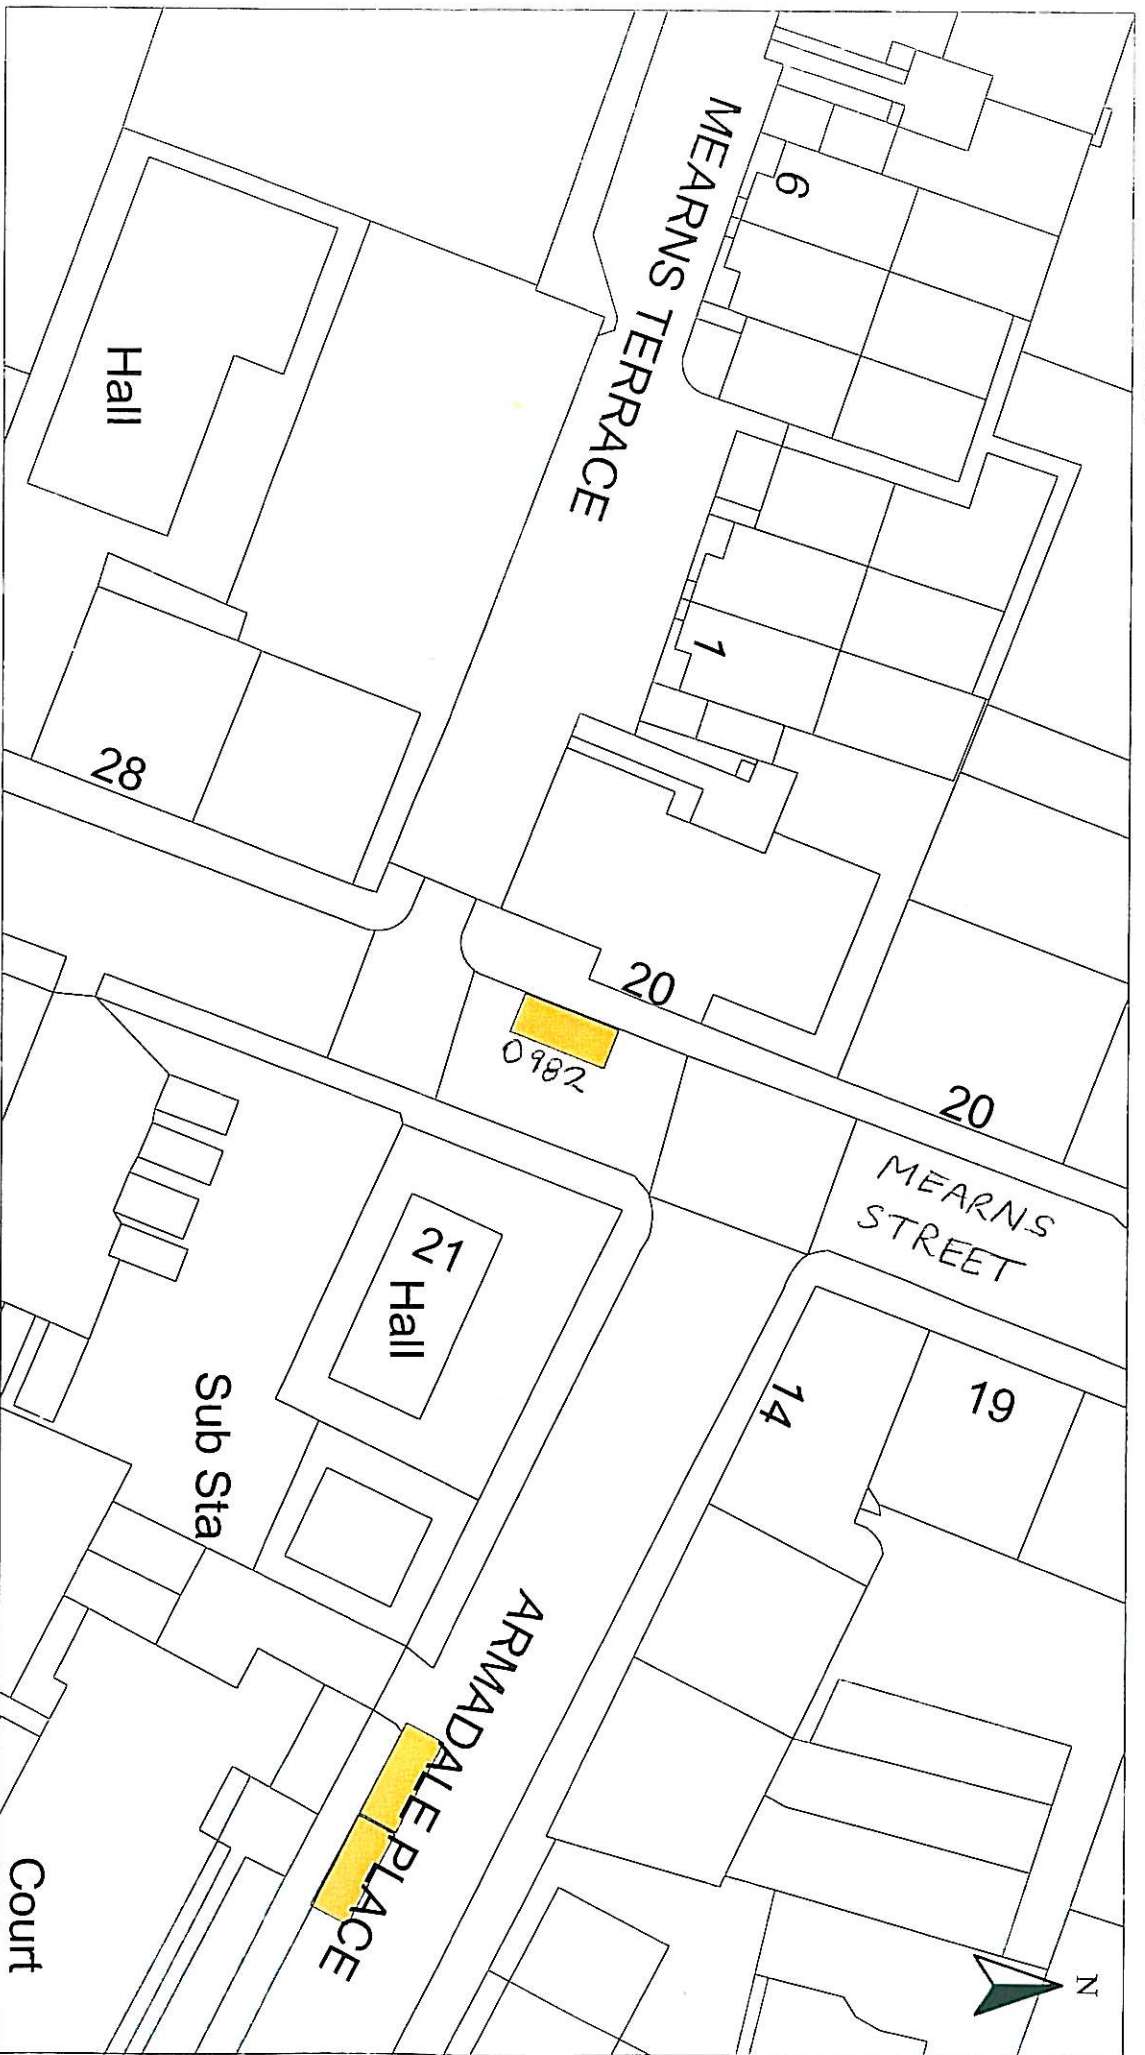 N
19
20
MEARNS
STREET
6
14
1
MEARNS TERRACE
20
0982
ARMADALE PLACE
21
Hall
Sub Sta
28
Hall
Court